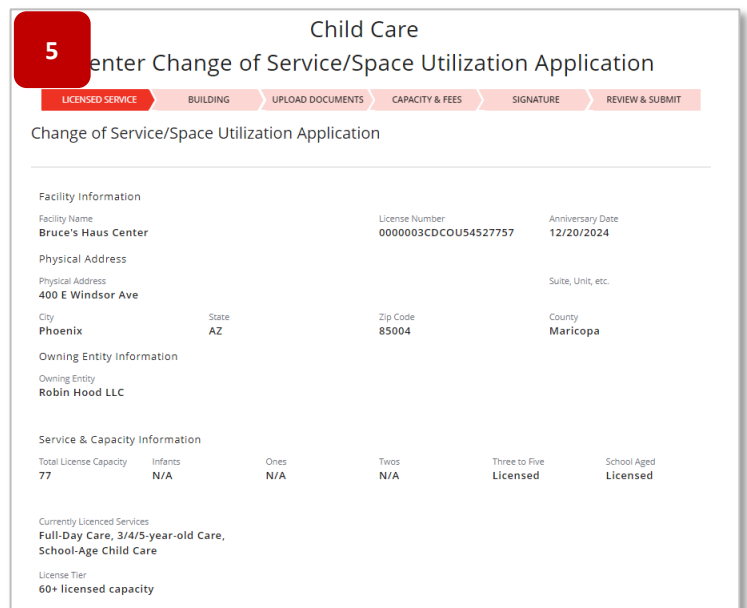 5
Child Care
enter Change of Service/Space Utilization Application
LICENSED SERVICE BUILDING UPLOAD DOCUMENTS CAPACITY & FEES SIGNATURE REVIEW & SUBMIT
Change of Service/Space Utilization Application
Facility Information
Facility Name License Number Anniversary Date
Bruce's Haus Center 0000003CDCOU54527757 12/20/2024
Physical Address
Physical Address Suite, Unit, etc.
400 E Windsor Ave
City State Zip Code County
Phoenix AZ 85004 Maricopa
Owning Entity Information
Owning Entity
Robin Hood LLC
Service & Capacity Information
Total License Capacity Infants Ones Twos Three to Five School Aged
77 N/A N/A N/A Licensed Licensed
Currently Licenced Services
Full-Day Care, 3/4/5-year-old Care,
School-Age Child Care
License Tier
60+ licensed capacity